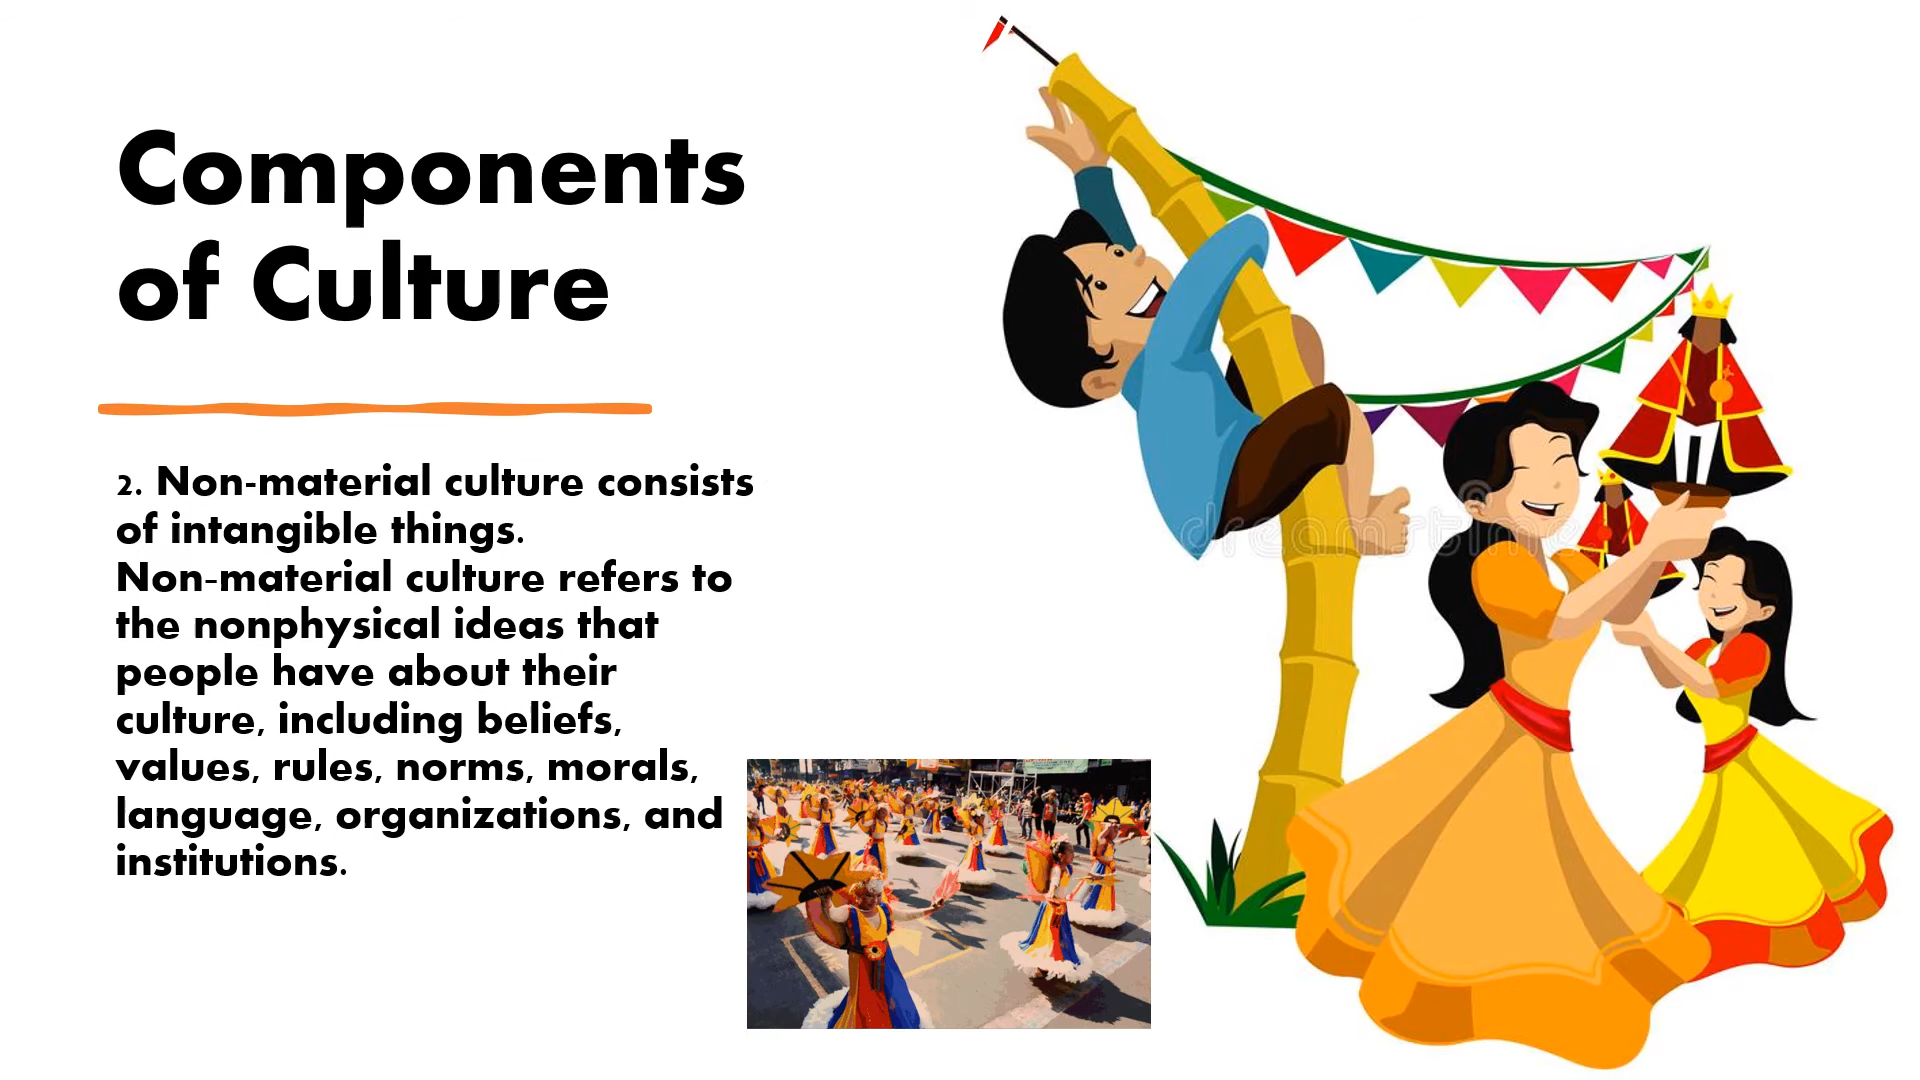 Components
of Culture
2. Non-material culture consists
of intangible things.
Non-material culture refers to
the nonphysical ideas that
people have about their
culture, including beliefs,
values, rules, norms, morals,
language, organizations, and
institutions.
dreamstime